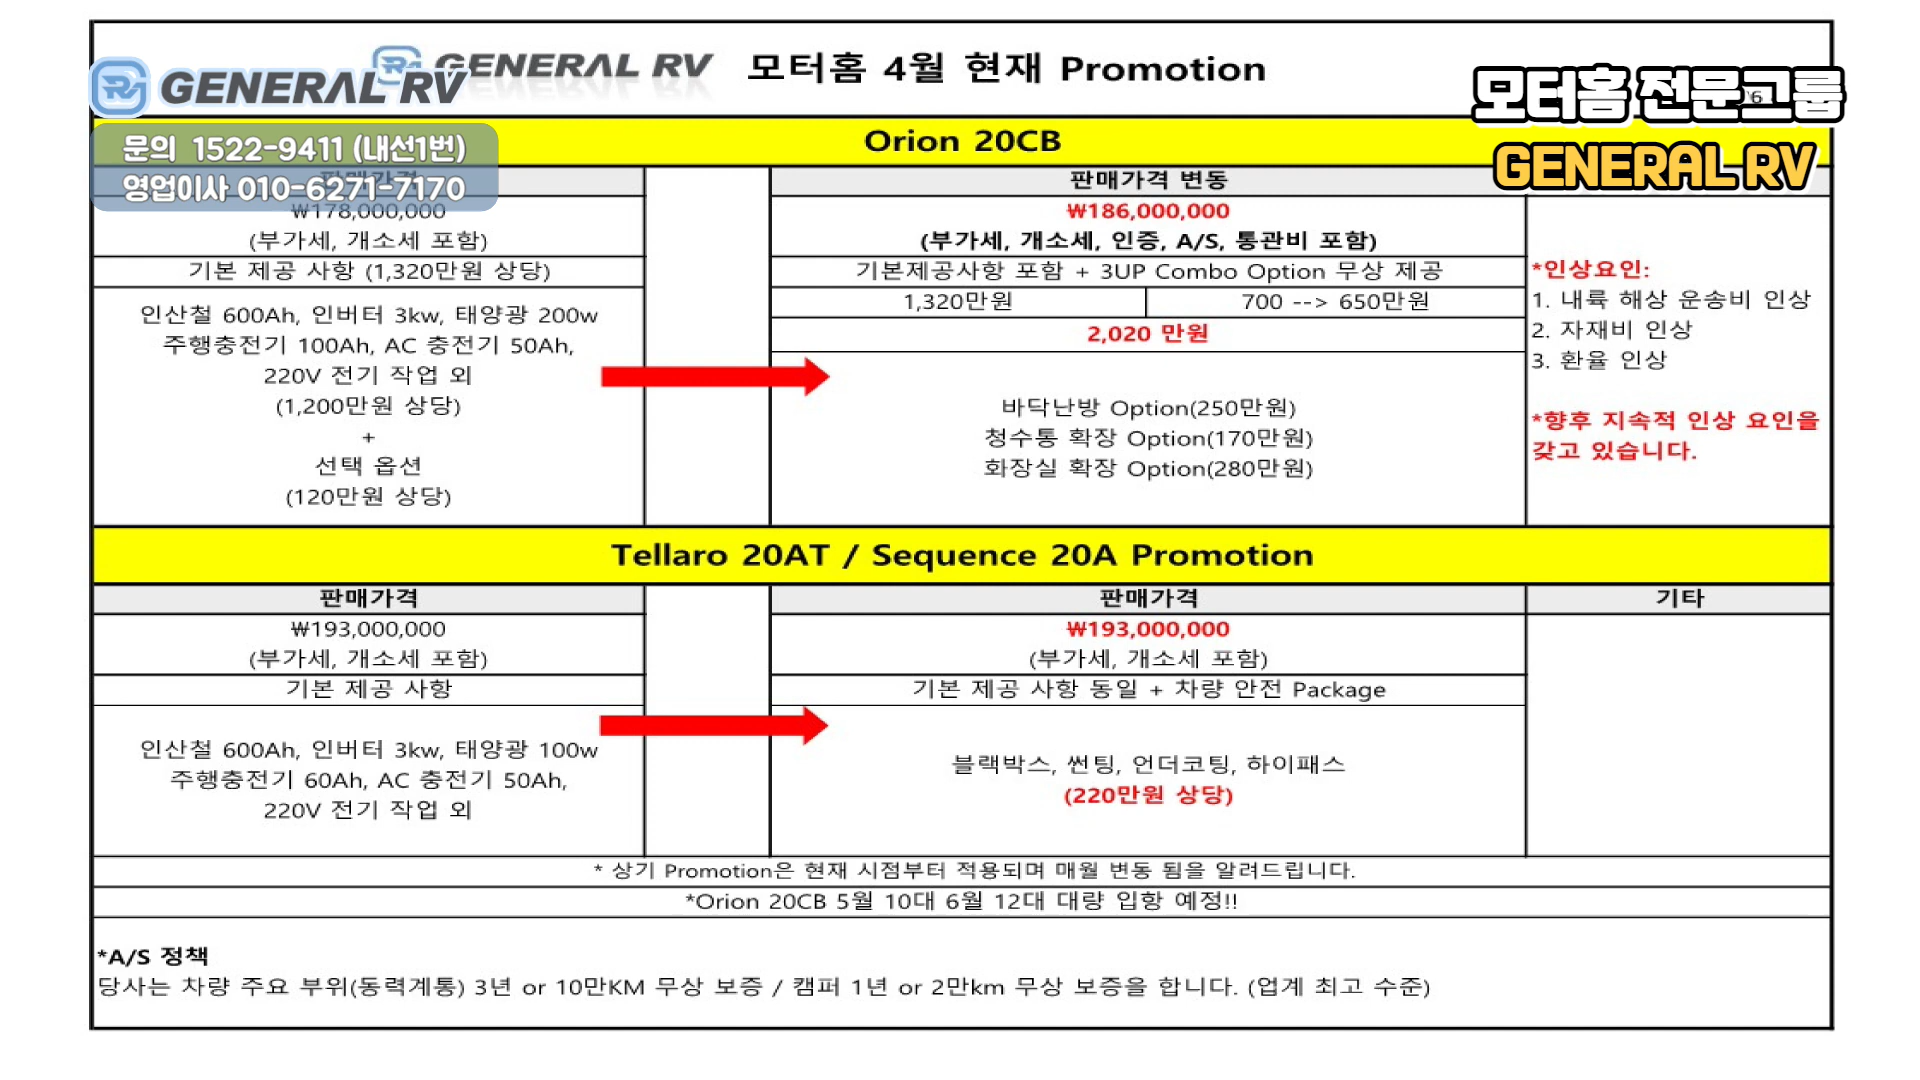 GENERAL RV
GENERAL RV 모터홈 4월 현재 Promotion
모터홈 전문그룹
GENERAL RV
문의 1522-9411 (내선1번)
영업이사 010-6271-7170
Orion 20CB
판매가격
판매가격 변동
₩178,000,000
(부가세, 개소세 포함)
₩186,000,000
(부가세, 개소세, 인증, A/S, 통관비 포함)
기본 제공 사항 (1,320만원 상당)
기본제공사항 포함 + 3UP Combo Option 무상 제공
1,320만원
700 --> 650만원
2,020 만원
인산철 600Ah, 인버터 3kw, 태양광 200w
주행충전기 100Ah, AC 충전기 50Ah,
220V 전기 작업 외
(1,200만원 상당)
+
선택 옵션
(120만원 상당)
바닥난방 Option(250만원)
청수통 확장 Option(170만원)
화장실 확장 Option(280만원)
*인상요인:
1. 내륙 해상 운송비 인상
2. 자재비 인상
3. 환율 인상
*향후 지속적 인상 요인을
갖고 있습니다.
Tellaro 20AT / Sequence 20A Promotion
판매가격
판매가격
기타
₩193,000,000
(부가세, 개소세 포함)
₩193,000,000
(부가세, 개소세 포함)
기본 제공 사항
기본 제공 사항 동일 + 차량 안전 Package
인산철 600Ah, 인버터 3kw, 태양광 100w
주행충전기 60Ah, AC 충전기 50Ah,
220V 전기 작업 외
블랙박스, 썬팅, 언더코팅, 하이패스
(220만원 상당)
* 상기 Promotion은 현재 시점부터 적용되며 매월 변동 됨을 알려드립니다.
*Orion 20CB 5월 10대 6월 12대 대량 입항 예정!!
*A/S 정책
당사는 차량 주요 부위(동력계통) 3년 or 10만KM 무상 보증 / 캠퍼 1년 or 2만km 무상 보증을 합니다. (업계 최고 수준)